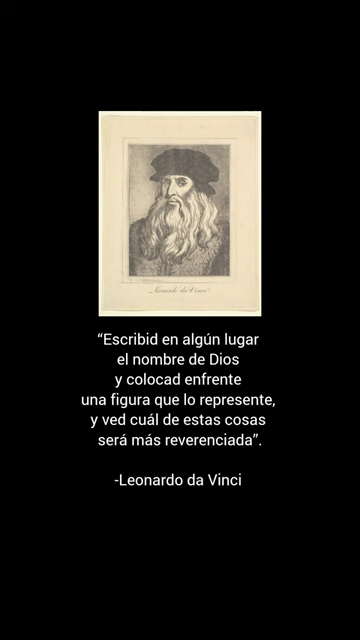 Leonardo da Vinci
“Escribid en algún lugar
el nombre de Dios
y colocad enfrente
una figura que lo represente,
y ved cuál de estas cosas
será más reverenciada”.
-Leonardo da Vinci